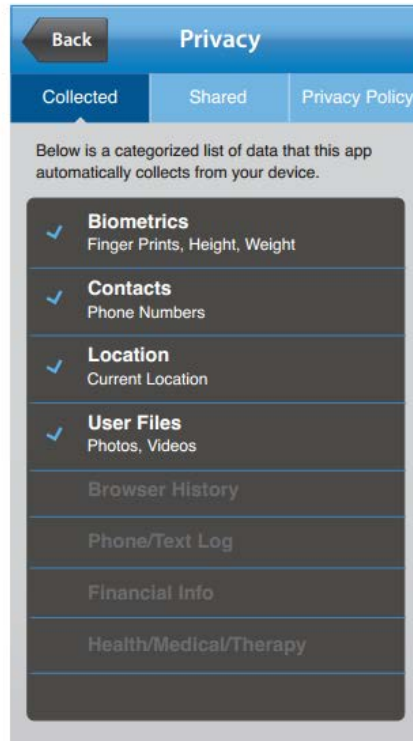 Back
Privacy
Collected
Shared
Privacy Policy
Below is a categorized list of data that this app
automatically collects from your device.
Biometrics
Finger Prints, Height, Weight
Contacts
Phone Numbers
Location
Current Location
User Files
Photos, Videos
Browser History
Phone/Text Log
Financial Info
Health/Medical/Therapy